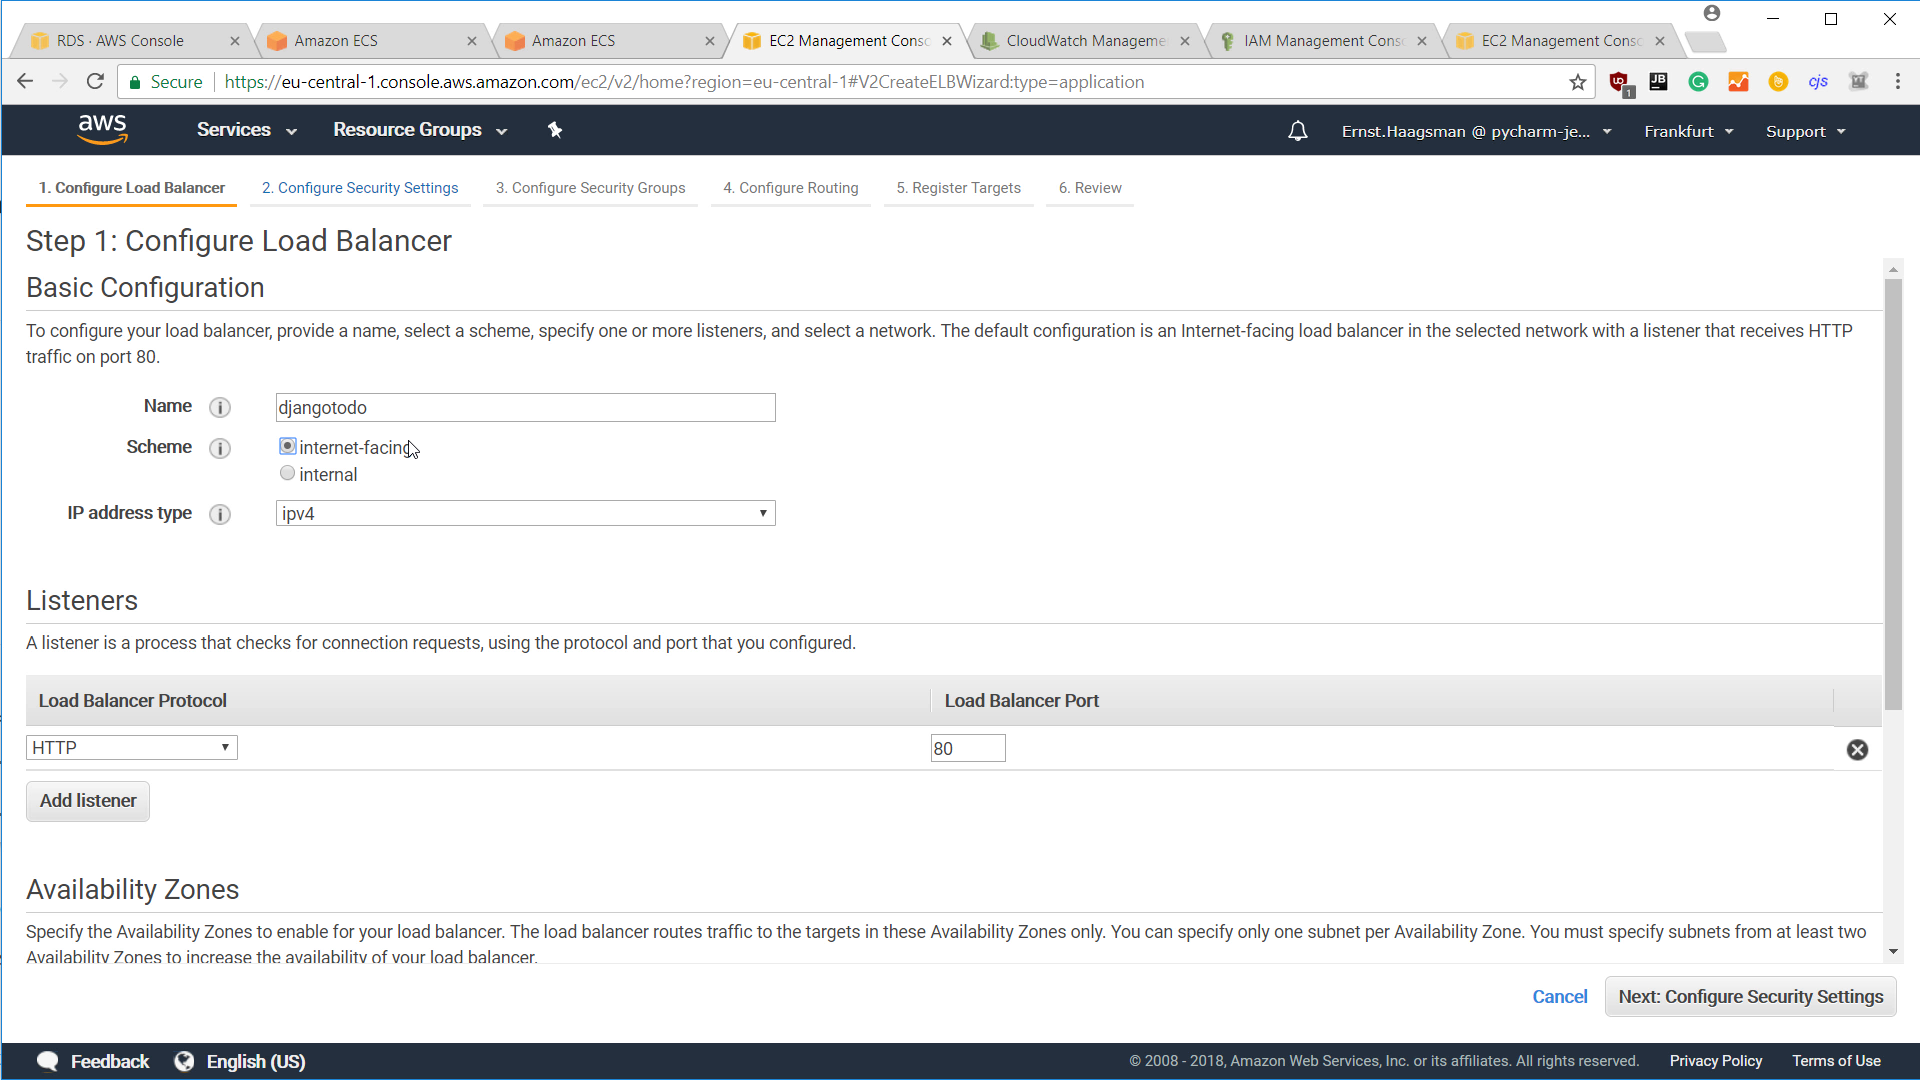 RDS · AWS Console
Amazon ECS
Amazon ECS
EC2 Management Consc
CloudWatch Manageme
IAM Management Cons
EC2 Management Consc
Secure
https://eu-central-1.console.aws.amazon.com/ec2/v2/home?region=eu-central-1#V2CreateELBWizard:type=application
1
JB
cjs
aws
Services
Resource Groups
Ernst.Haagsman @ pycharm-je...
Frankfurt
Support
1. Configure Load Balancer
2. Configure Security Settings
3. Configure Security Groups
4. Configure Routing
5. Register Targets
6. Review
Step 1: Configure Load Balancer
Basic Configuration
To configure your load balancer, provide a name, select a scheme, specify one or more listeners, and select a network. The default configuration is an Internet-facing load balancer in the selected network with a listener that receives HTTP
traffic on port 80.
Name
djangotodo
Scheme
internet-facing
internal
IP address type
ipv4
Listeners
A listener is a process that checks for connection requests, using the protocol and port that you configured.
Load Balancer Protocol
Load Balancer Port
HTTP
80
Add listener
Availability Zones
Specify the Availability Zones to enable for your load balancer. The load balancer routes traffic to the targets in these Availability Zones only. You can specify only one subnet per Availability Zone. You must specify subnets from at least two
Availability Zones to increase the availability of your load balancer.
Cancel
Next: Configure Security Settings
Feedback
English (US)
© 2008 - 2018, Amazon Web Services, Inc. or its affiliates. All rights reserved.
Privacy Policy
Terms of Use